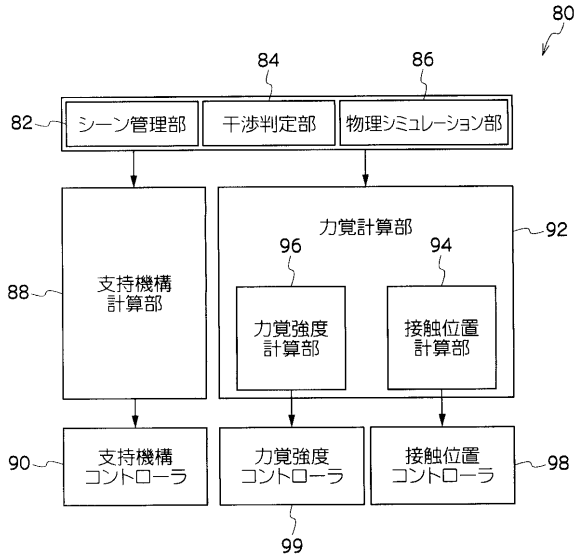 80
84
86
82
シーン管理部
干渉判定部
物理シミュレーション部
力覚計算部
92
96
94
88
支持機構
計算部
力覚強度
計算部
接触位置
計算部
90
支持機構
コントローラ
力覚強度
コントローラ
接触位置
コントローラ
98
99